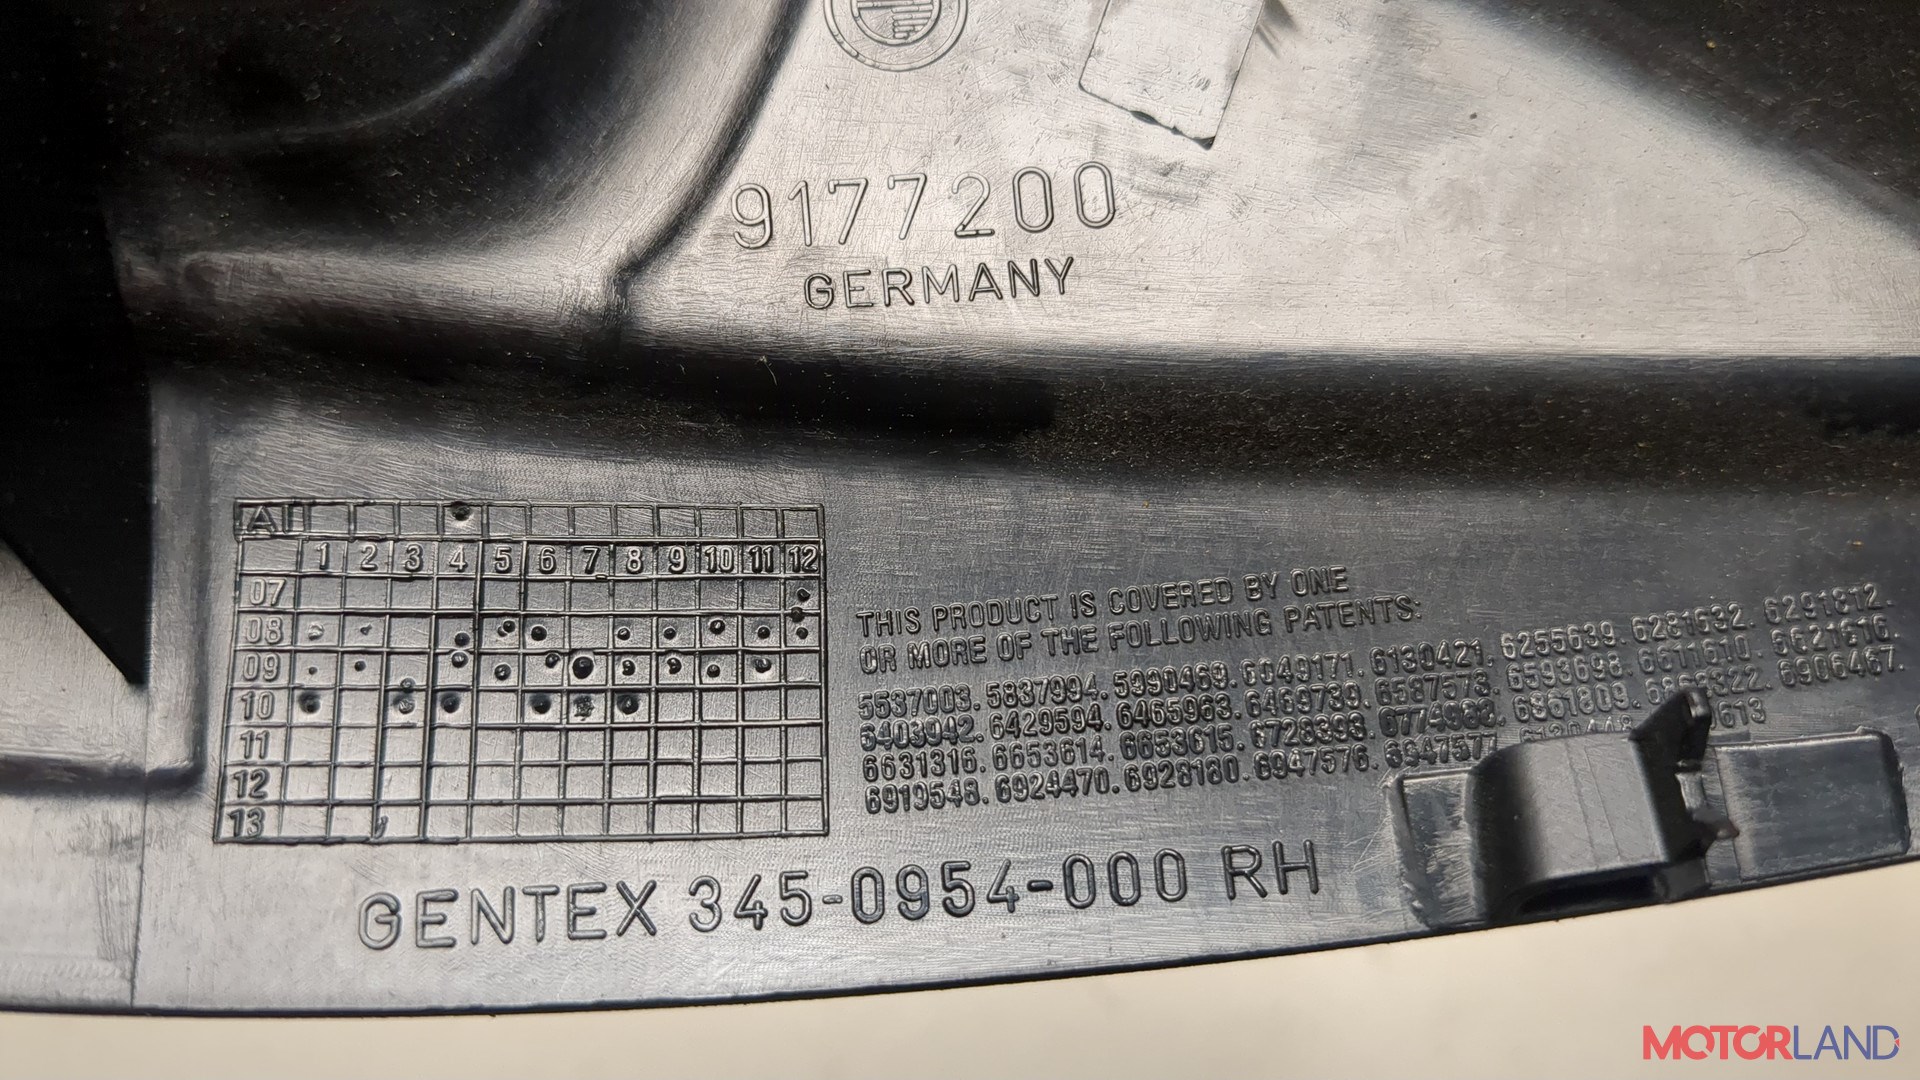 9177200
GERMANY
A
1 2 3 4 5 6 7 8 9 10 11 12
07
08
09
10
11
12
13
THIS PRODUCT IS COVERED BY ONE
OR MORE OF THE FOLLOWING PATENTS:
5537003. 5837994. 5990469. 6049171. 6130421. 6255639. 6281632. 6291812.
6403942. 6429594. 6465963. 6469739. 6587573. 6593698. 6611610. 6621616.
6631316. 6653614. 6653615. 6728393. 6861809. 6906467.
6919548. 6924470. 6928180. 6947576. 6947577
GENTEX 345-0954-000 RH
MOTORLAND